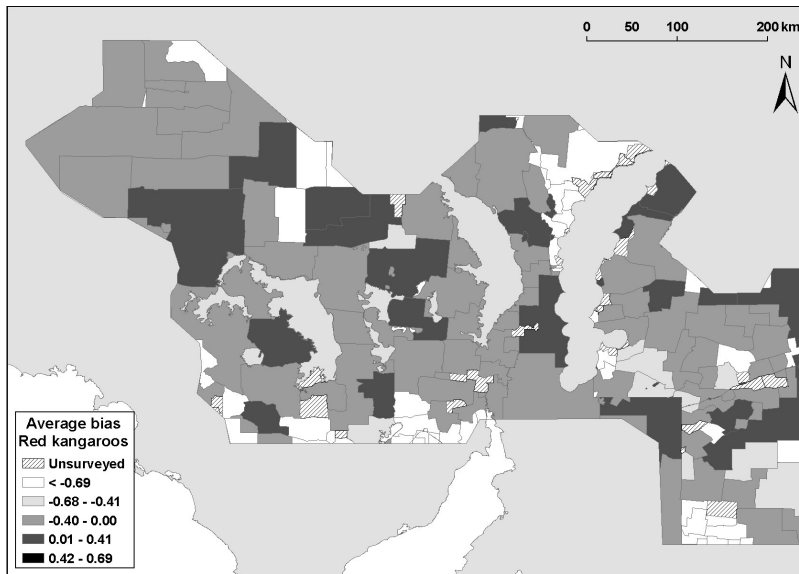 0 50 100 200 km
N
Average bias
Red kangaroos
Unsurveyed
< -0.69
-0.68 - -0.41
-0.40 - 0.00
0.01 - 0.41
0.42 - 0.69